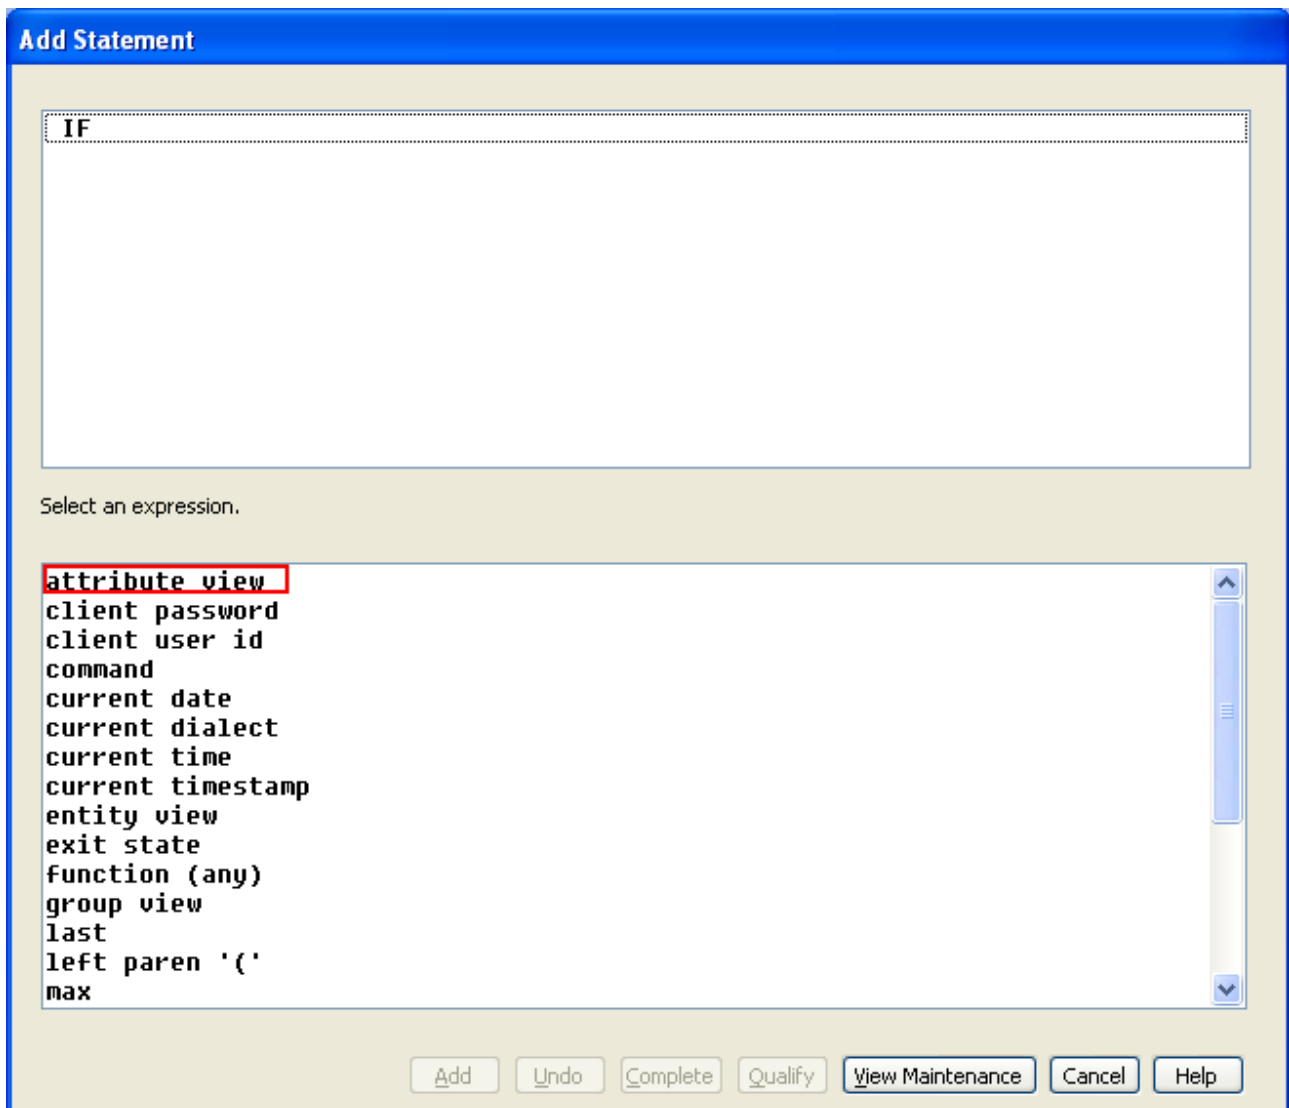 Add Statement
IF
Select an expression.
attribute view
client password
client user id
command
current date
current dialect
current time
current timestamp
entity view
exit state
function (any)
group view
last
left paren '('
max
Add Undo Complete Qualify View Maintenance Cancel Help